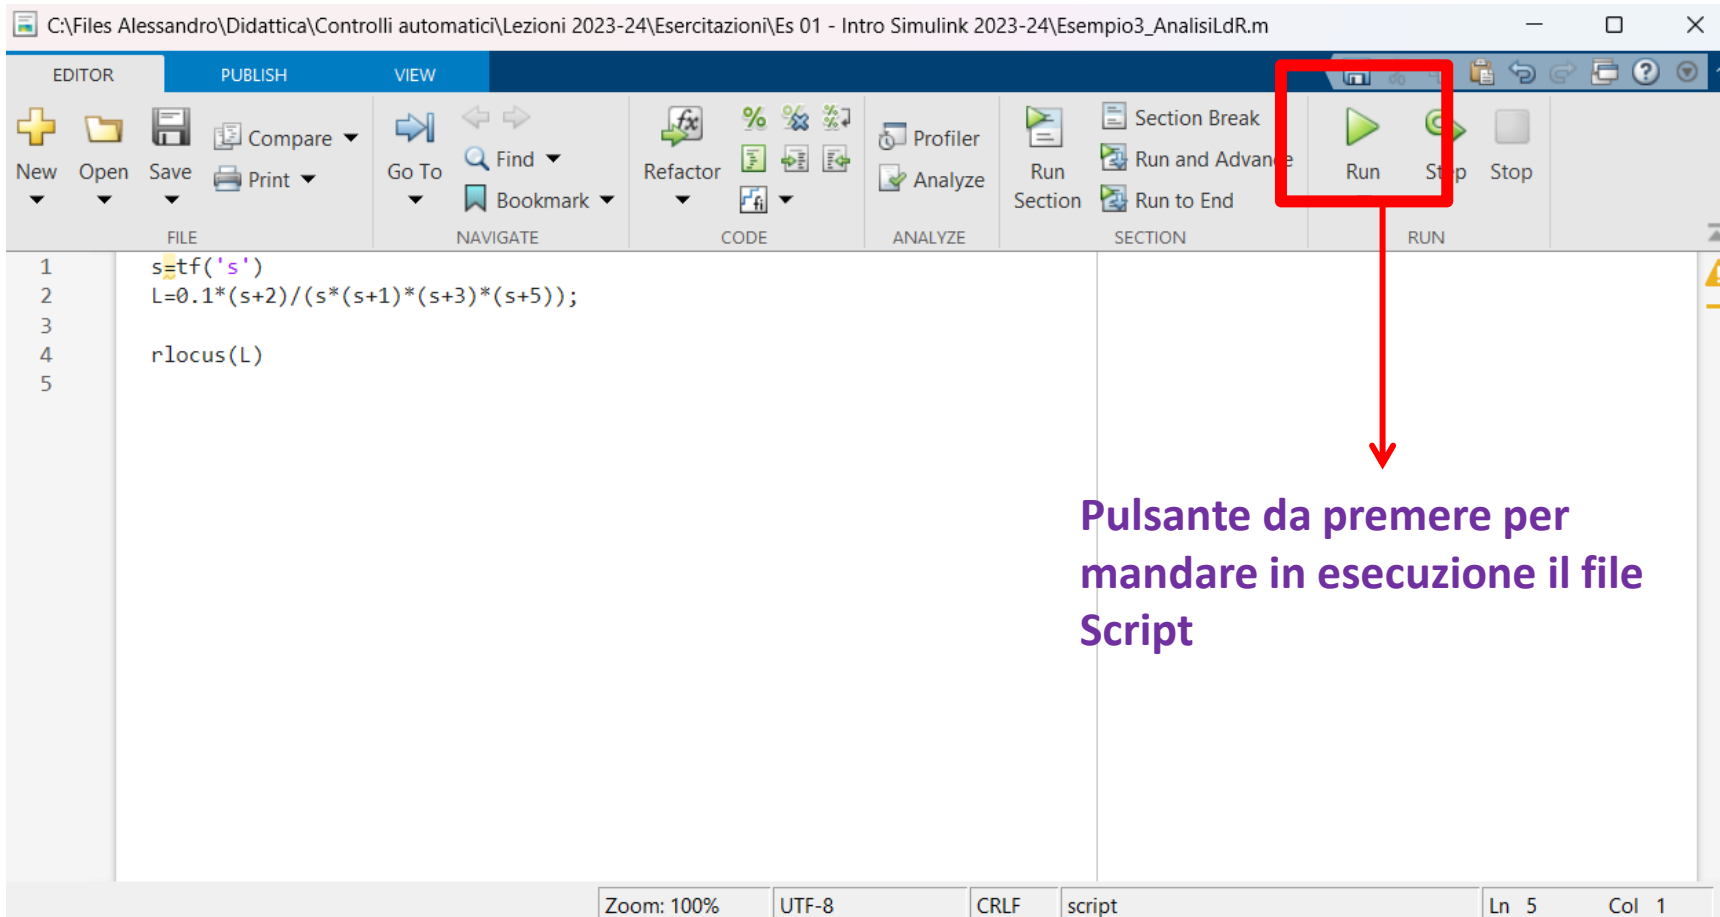 C:\Files Alessandro\Didattica\Controlli automatici\Lezioni 2023-24\Esercitazioni\Es 01 - Intro Simulink 2023-24\Esempio3_AnalisiLdR.m
EDITOR PUBLISH VIEW
New Open Save Compare Print
Go To Find Bookmark
Refactor fx fi
Profiler Analyze
Run Section Section Break Run and Advance Run to End
Run Step Stop
FILE NAVIGATE CODE ANALYZE SECTION RUN
1 s=tf('s')
2 L=0.1*(s+2)/(s*(s+1)*(s+3)*(s+5));
3
4 rlocus(L)
5
Pulsante da premere per
mandare in esecuzione il file
Script
Zoom: 100% UTF-8 CRLF script Ln 5 Col 1